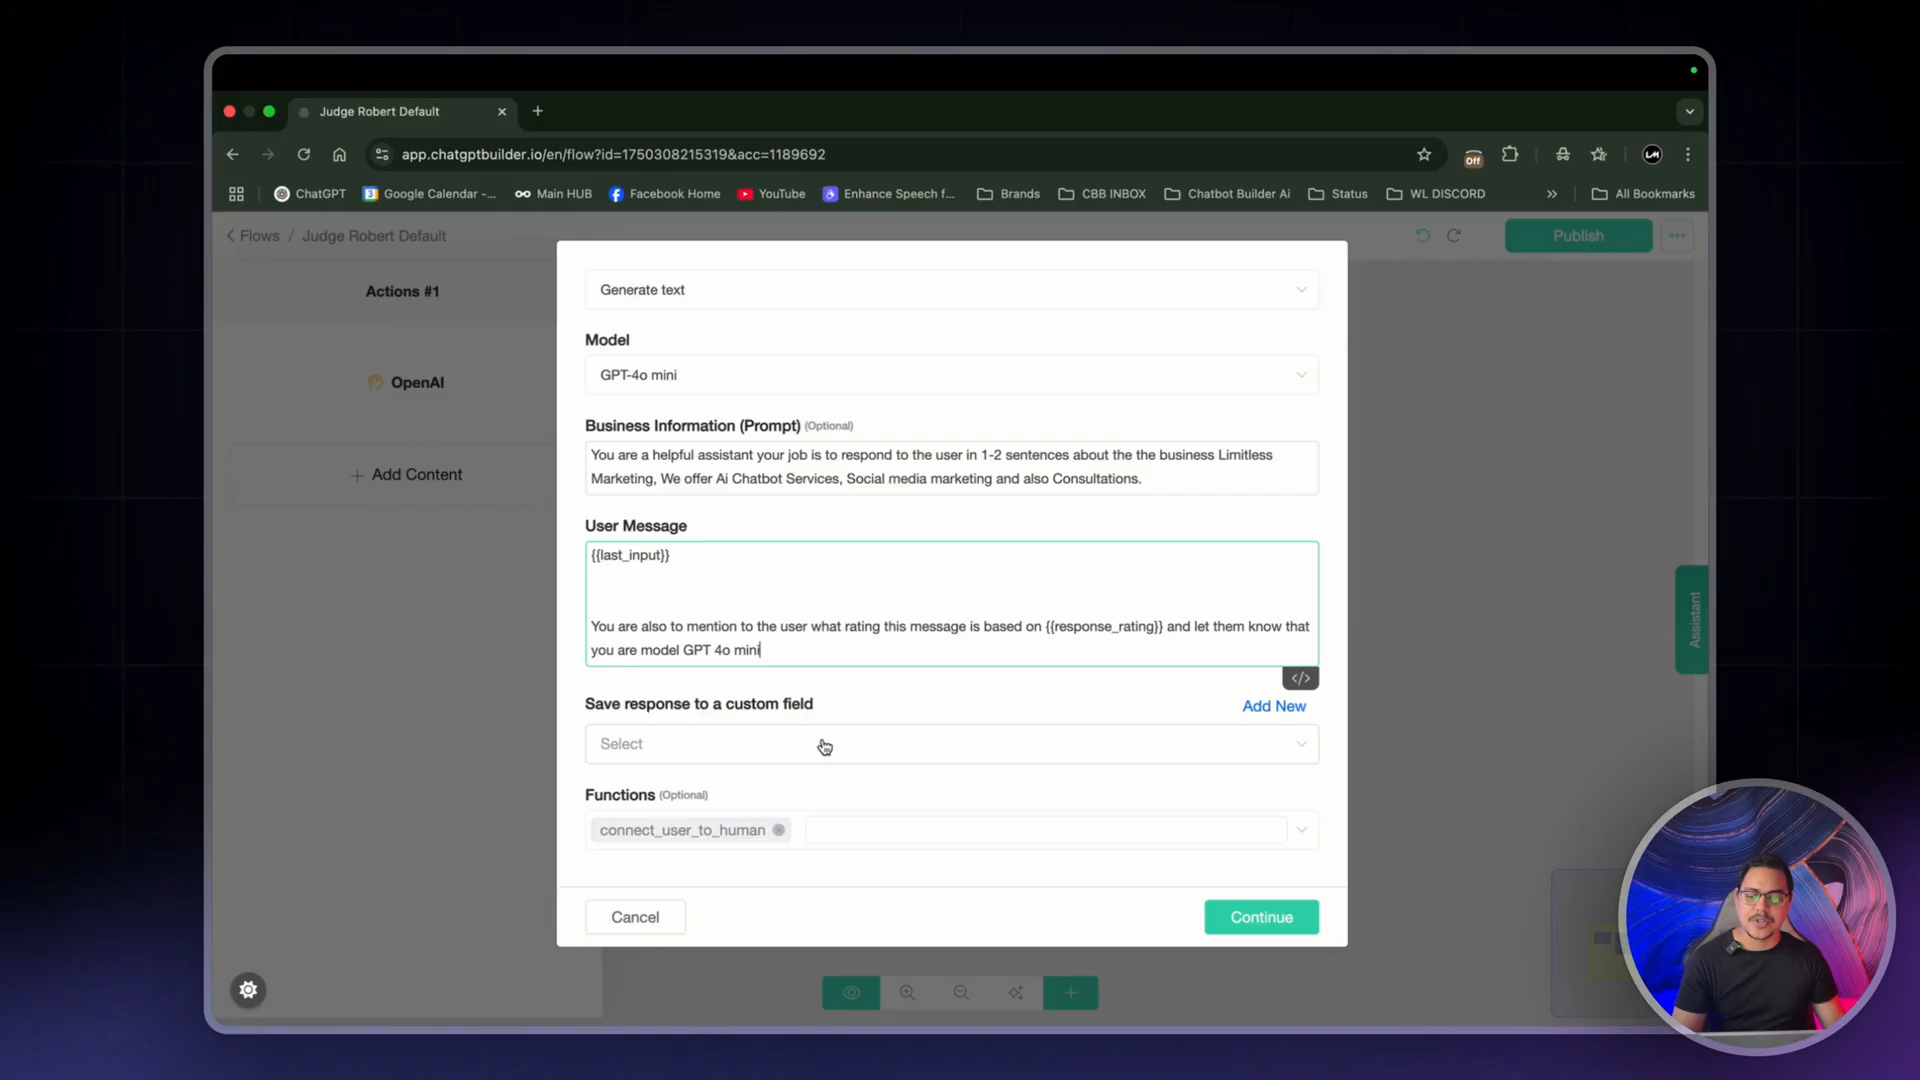 Judge Robert Default
app.chatgptbuilder.io/en/flow?id=1750308215319&acc=1189692
Off
LM
ChatGPT
Google Calendar -...
Main HUB
Facebook Home
YouTube
Enhance Speech f...
Brands
CBB INBOX
Chatbot Builder Ai
Status
WL DISCORD
»
All Bookmarks
Flows / Judge Robert Default
Publish
Actions #1
OpenAI
+ Add Content
Generate text
Model
GPT-4o mini
Business Information (Prompt) (Optional)
You are a helpful assistant your job is to respond to the user in 1-2 sentences about the the business Limitless
Marketing, We offer Ai Chatbot Services, Social media marketing and also Consultations.
User Message
{{last_input}}
You are also to mention to the user what rating this message is based on {{response_rating}} and let them know that
you are model GPT 4o mini
</>
Save response to a custom field
Add New
Select
Functions (Optional)
connect_user_to_human
Cancel
Continue
Assistant